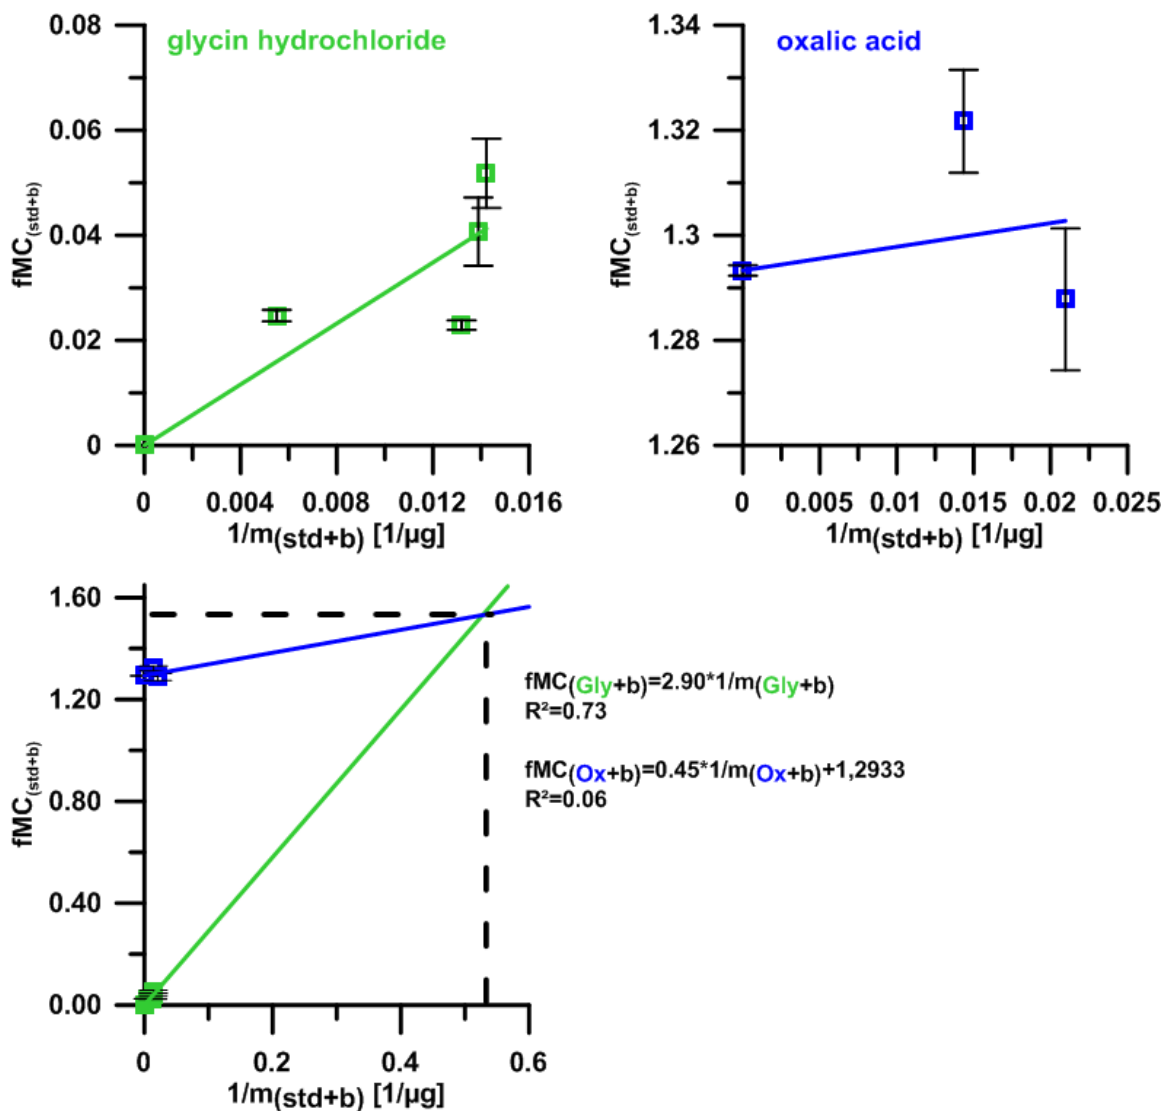 glycin hydrochloride
0.08
0.06
0.04
0.02
0
fMC(std+b)
0 0.004 0.008 0.012 0.016
1/m(std+b) [1/µg]
oxalic acid
1.34
1.32
1.3
1.28
1.26
fMC(std+b)
0 0.005 0.01 0.015 0.02 0.025
1/m(std+b) [1/µg]
1.60
1.20
0.80
0.40
0.00
fMC(std+b)
0 0.2 0.4 0.6
1/m(std+b) [1/µg]
fMC(Gly+b)=2.90*1/m(Gly+b)
R²=0.73
fMC(Ox+b)=0.45*1/m(Ox+b)+1,2933
R²=0.06